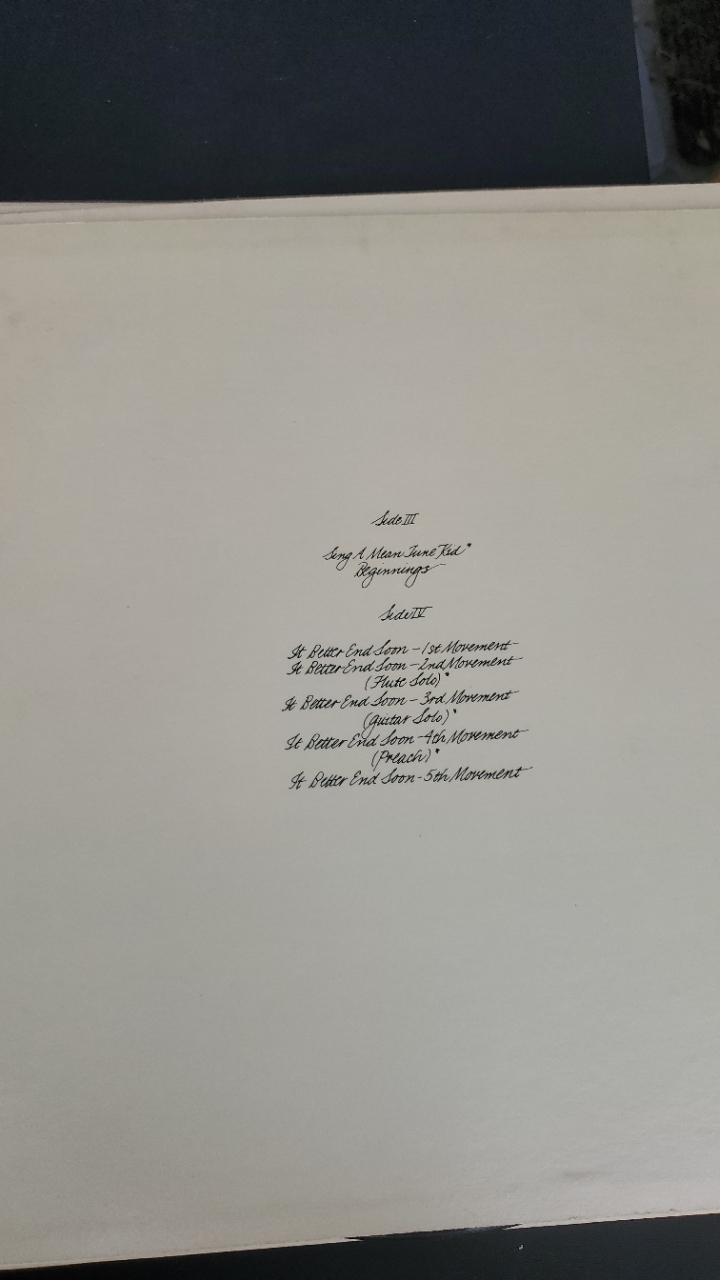 Side III
Sing A Mean Tune Kid*
Beginnings
Side IV
It Better End Soon - 1st Movement
It Better End Soon - 2nd Movement
(Flute Solo)*
It Better End Soon - 3rd Movement
(Guitar Solo)*
It Better End Soon - 4th Movement
(Preach)*
It Better End Soon - 5th Movement